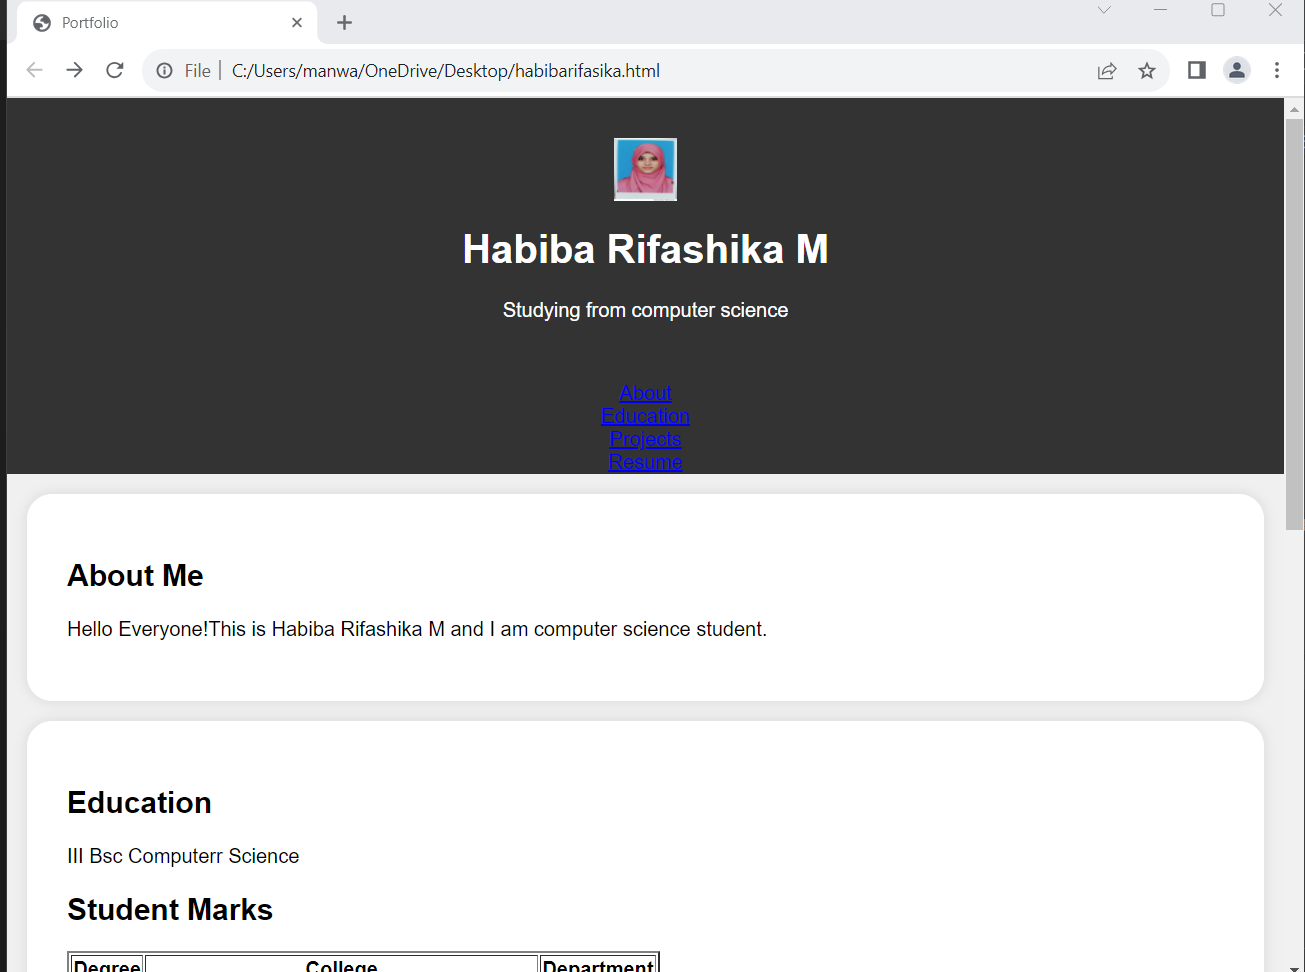 Portfolio
File C:/Users/manwa/OneDrive/Desktop/habibarifasika.html
Habiba Rifashika M
Studying from computer science
About
Education
Projects
Resume
About Me
Hello Everyone!This is Habiba Rifashika M and I am computer science student.
Education
III Bsc Computerr Science
Student Marks
Degree College Department